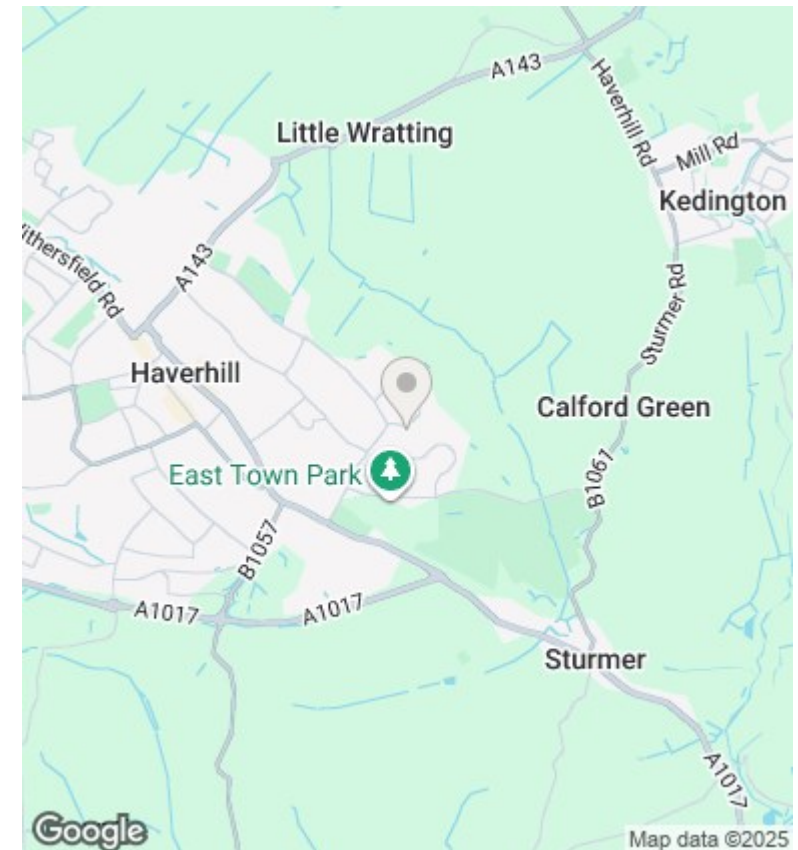 A143
Haverhill Rd
Little Wratting
Mill Rd
Kedington
ithersfield Rd
A143
Sturmer Rd
Haverhill
Calford Green
East Town Park
B1061
B1057
A1017
A1017
Sturmer
A1017
Google
Map data ©2025